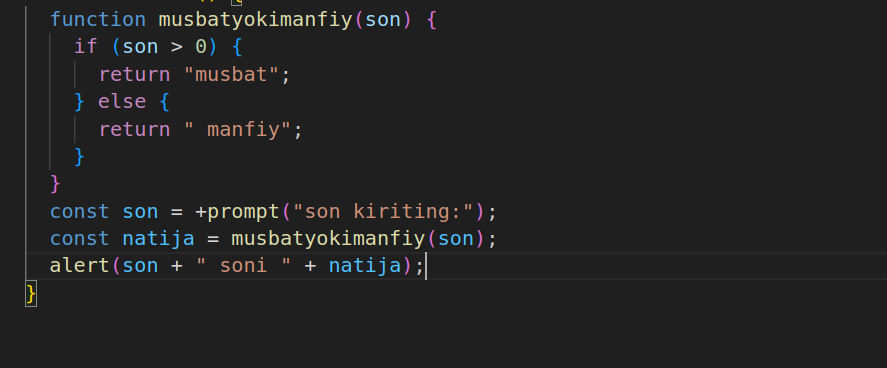 function musbatyokimanfiy(son) {
if (son > 0) {
return "musbat";
} else {
return " manfiy";
}
}
const son = +prompt("son kiriting:");
const natija = musbatyokimanfiy(son);
alert(son + " soni " + natija);
}